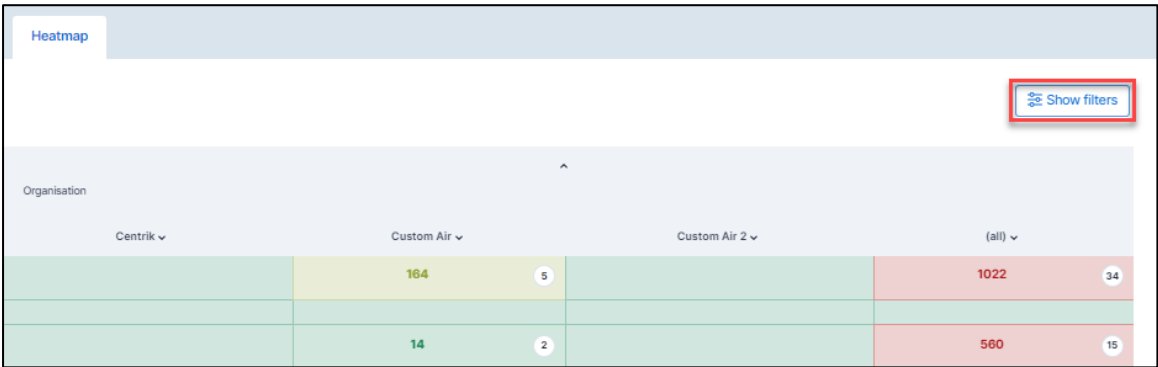 Heatmap
Show filters
Organisation
Centrik Custom Air Custom Air 2 (all)
164 5 1022 34
14 2 560 15